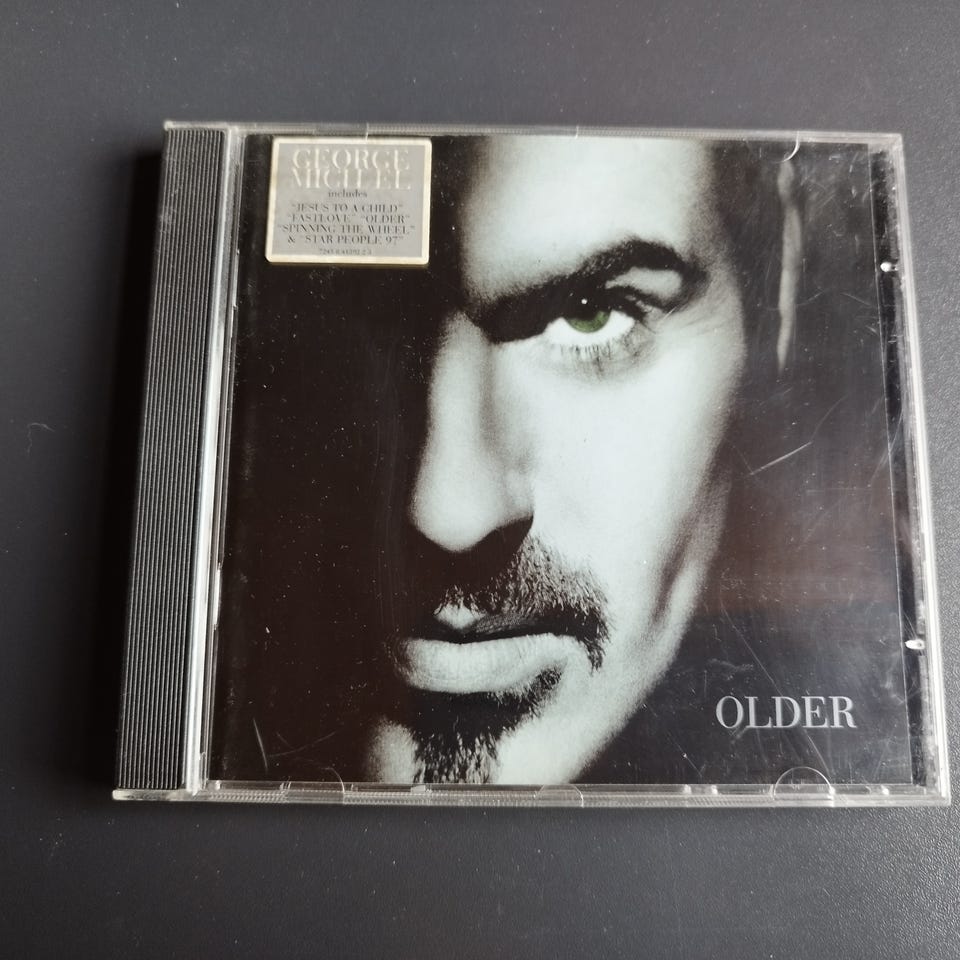 GEORGE
MICHAEL
includes
"JESUS TO A CHILD"
"FASTLOVE" "OLDER"
"SPINNING THE WHEEL"
& "STAR PEOPLE 97"
OLDER